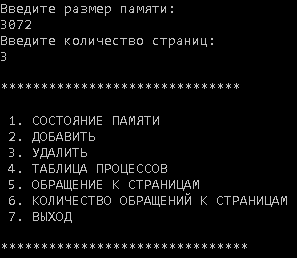 Введите размер памяти:
3072
Введите количество страниц:
3
******************************
1. СОСТОЯНИЕ ПАМЯТИ
2. ДОБАВИТЬ
3. УДАЛИТЬ
4. ТАБЛИЦА ПРОЦЕССОВ
5. ОБРАЩЕНИЕ К СТРАНИЦАМ
6. КОЛИЧЕСТВО ОБРАЩЕНИЙ К СТРАНИЦАМ
7. ВЫХОД
*******************************